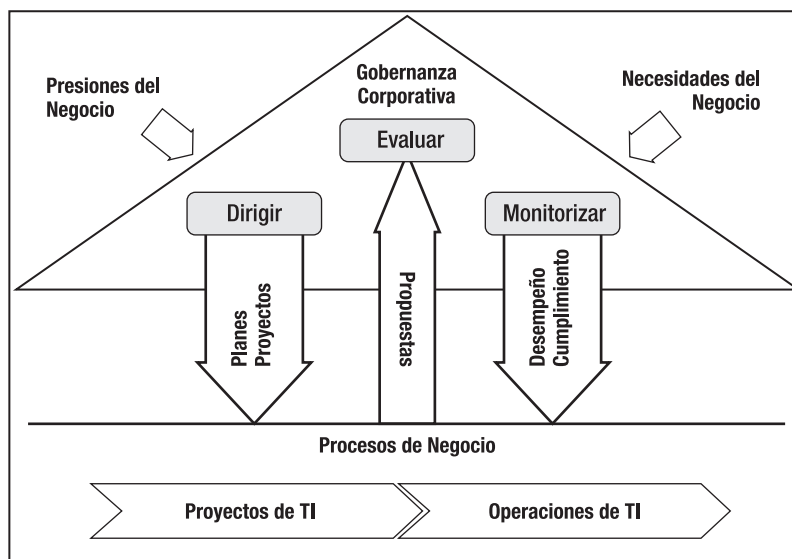 Presiones del
Negocio
Gobernanza
Corporativa
Necesidades del
Negocio
Evaluar
Dirigir
Monitorizar
Planes
Proyectos
Propuestas
Desempeño
Cumplimiento
Procesos de Negocio
Proyectos de TI
Operaciones de TI